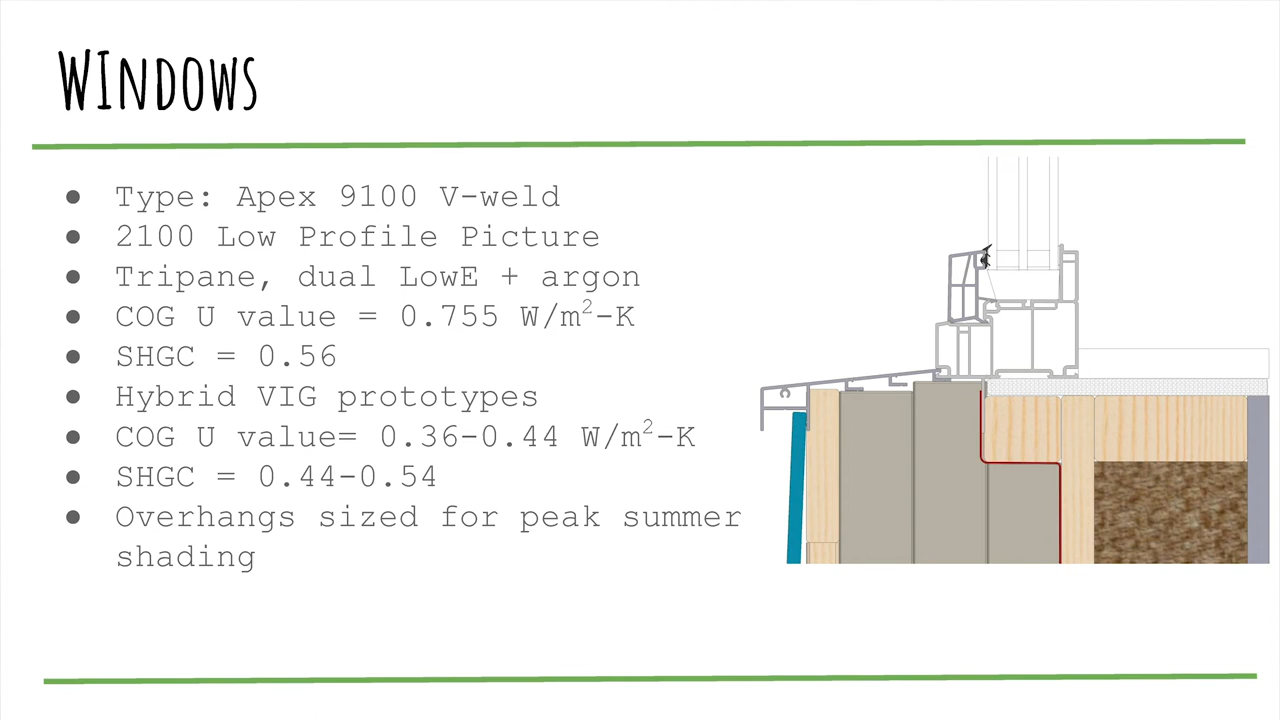 WINDOWS
● Type: Apex 9100 V-weld
● 2100 Low Profile Picture
● Tripane, dual LowE + argon
● COG U value = 0.755 W/m²-K
● SHGC = 0.56
● Hybrid VIG prototypes
● COG U value= 0.36-0.44 W/m²-K
● SHGC = 0.44-0.54
● Overhangs sized for peak summer
shading